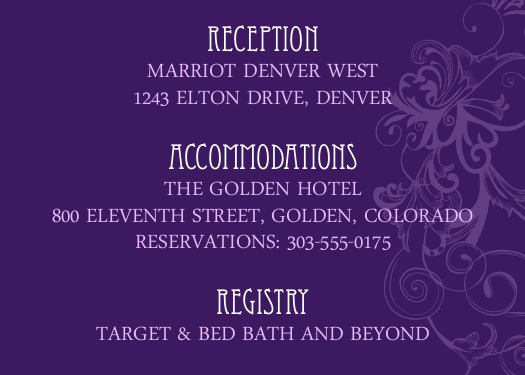 RECEPTION
MARRIOT DENVER WEST
1243 ELTON DRIVE, DENVER
ACCOMMODATIONS
THE GOLDEN HOTEL
800 ELEVENTH STREET, GOLDEN, COLORADO
RESERVATIONS: 303-555-0175
REGISTRY
TARGET & BED BATH AND BEYOND